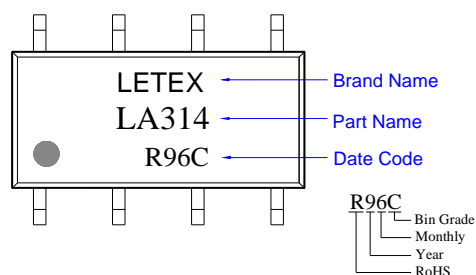 LETEX Brand Name
LA314 Part Name
R96C Date Code
R96C
Bin Grade
Monthly
Year
RoHS